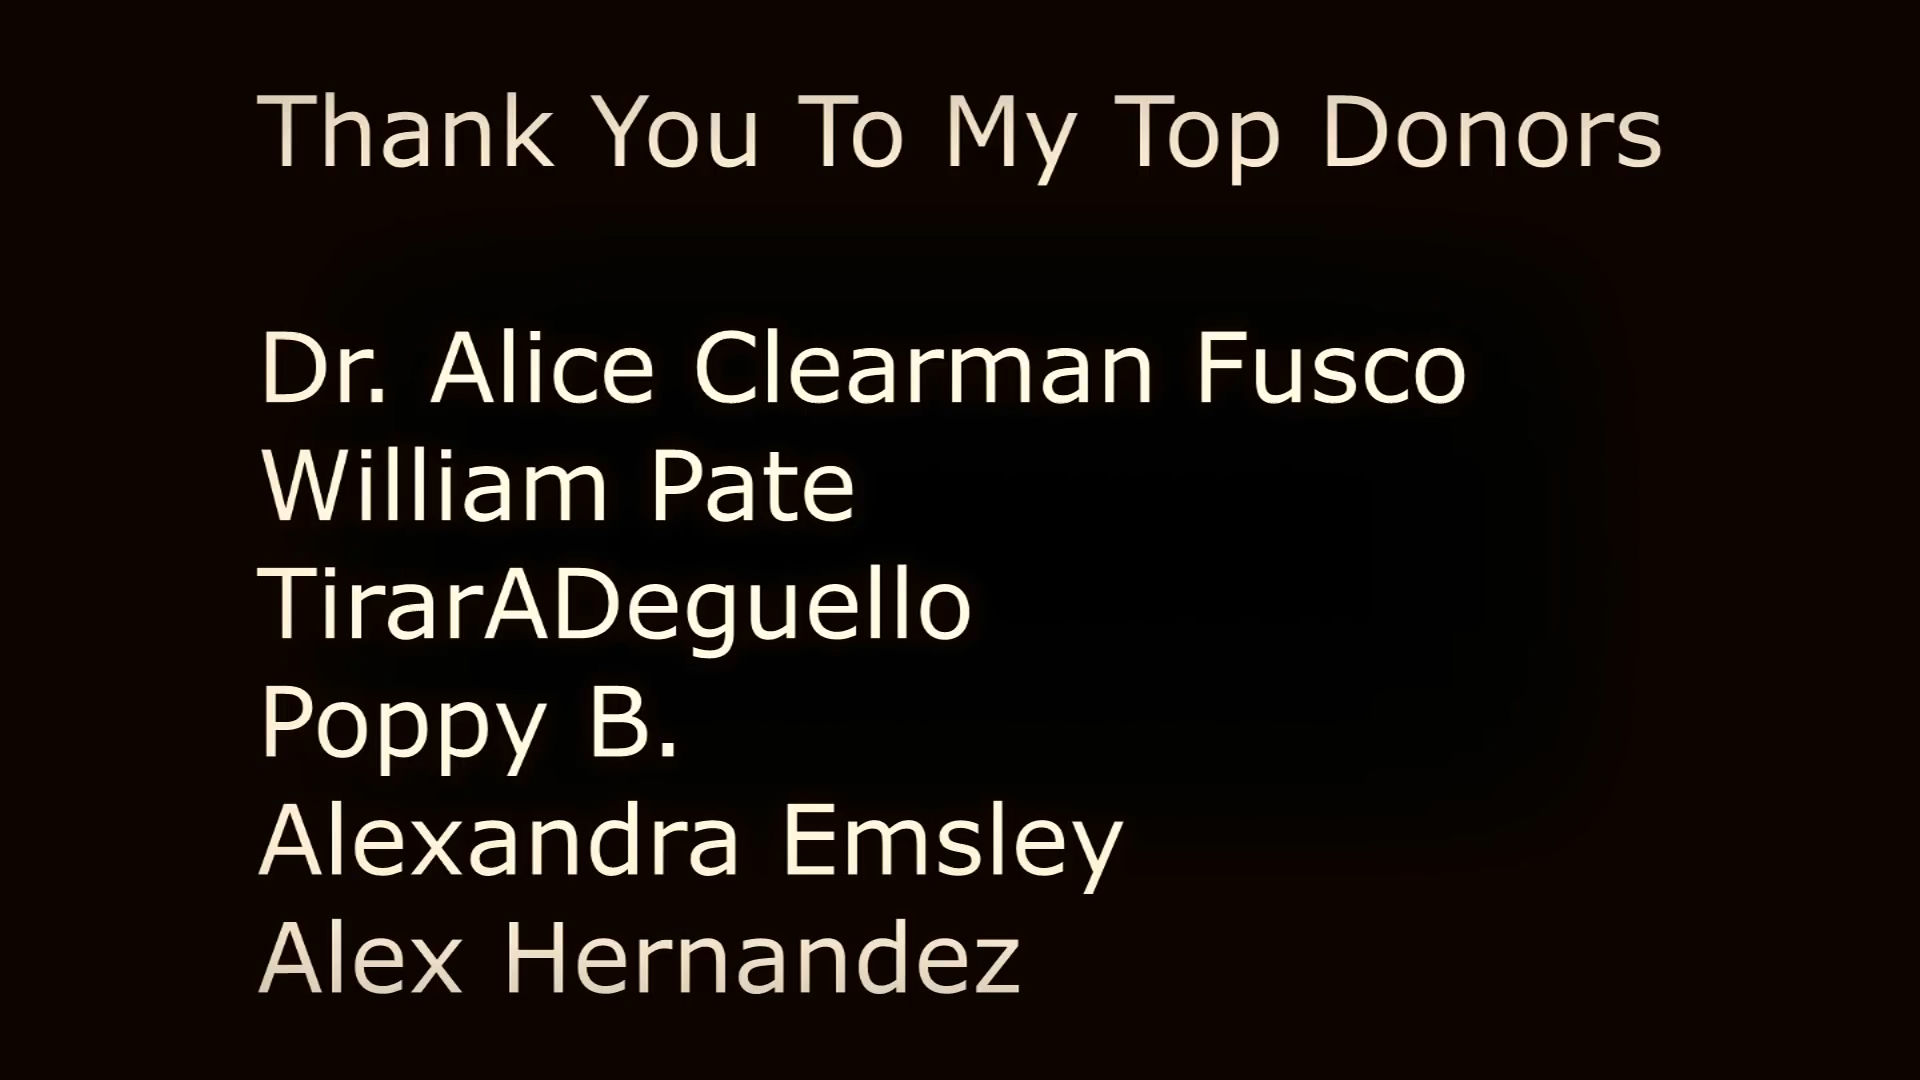 Thank You To My Top Donors
Dr. Alice Clearman Fusco
William Pate
TirarADeguello
Poppy B.
Alexandra Emsley
Alex Hernandez